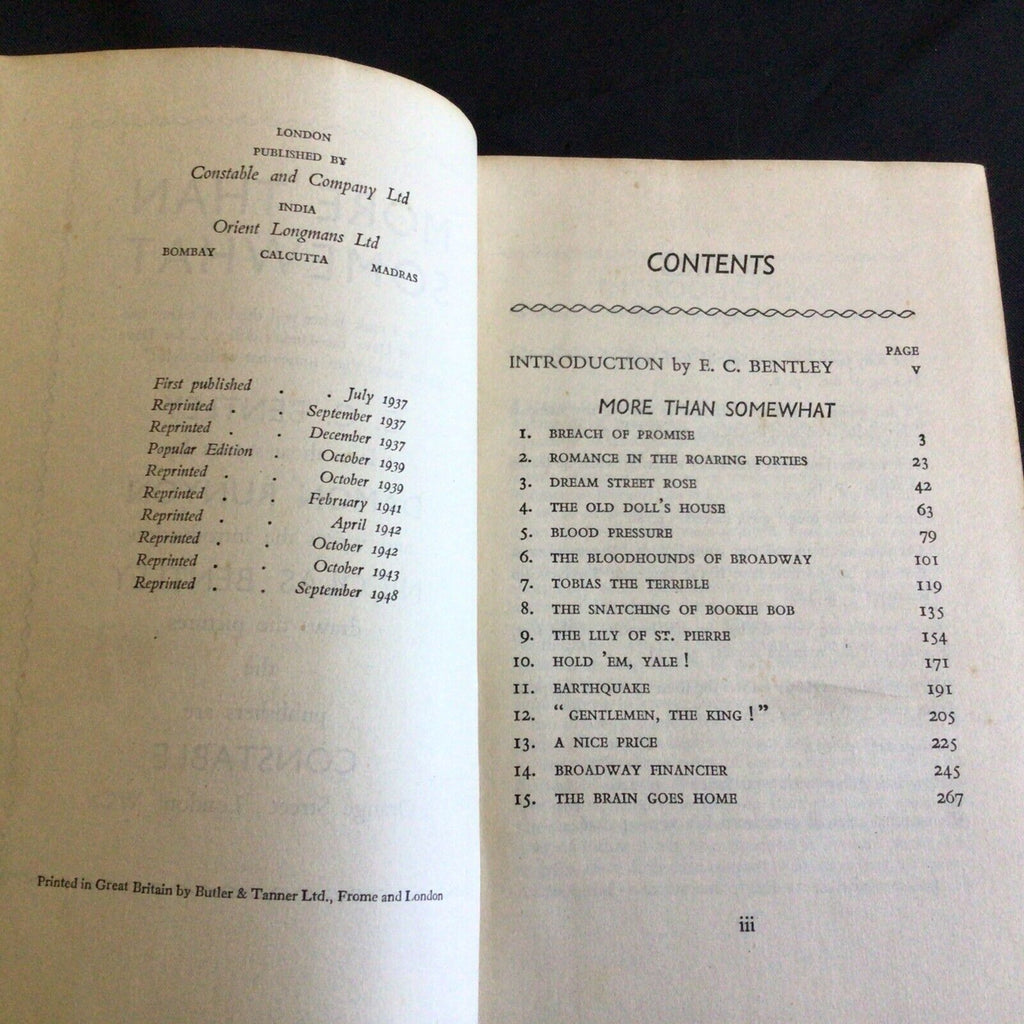 LONDON
PUBLISHED BY
Constable and Company Ltd
INDIA
Orient Longmans Ltd
BOMBAY CALCUTTA MADRAS
First published . . July 1937
Reprinted . . September 1937
Reprinted . . December 1937
Popular Edition . October 1939
Reprinted . . October 1939
Reprinted . . February 1941
Reprinted . . April 1942
Reprinted . . October 1942
Reprinted . . October 1943
Reprinted . . September 1948
Printed in Great Britain by Butler & Tanner Ltd., Frome and London
CONTENTS
PAGE
INTRODUCTION by E. C. BENTLEY v
MORE THAN SOMEWHAT
1. BREACH OF PROMISE 3
2. ROMANCE IN THE ROARING FORTIES 23
3. DREAM STREET ROSE 42
4. THE OLD DOLL'S HOUSE 63
5. BLOOD PRESSURE 79
6. THE BLOODHOUNDS OF BROADWAY 101
7. TOBIAS THE TERRIBLE 119
8. THE SNATCHING OF BOOKIE BOB 135
9. THE LILY OF ST. PIERRE 154
10. HOLD 'EM, YALE ! 171
11. EARTHQUAKE 191
12. " GENTLEMEN, THE KING ! " 205
13. A NICE PRICE 225
14. BROADWAY FINANCIER 245
15. THE BRAIN GOES HOME 267
iii